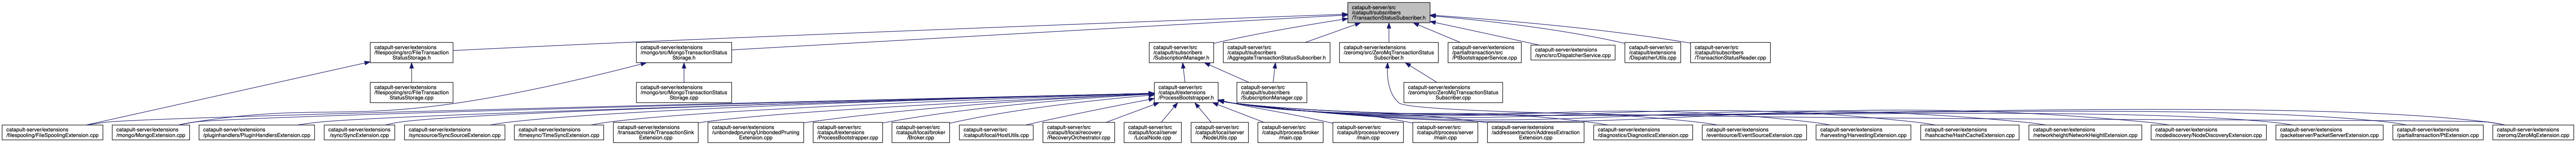 catapult-server/src
/catapult/subscribers
/TransactionStatusSubscriber.h
catapult-server/extensions
/filespooling/src/FileTransaction
StatusStorage.h
catapult-server/extensions
/mongo/src/MongoTransactionStatus
Storage.h
catapult-server/src
/catapult/subscribers
/SubscriptionManager.h
catapult-server/src
/catapult/subscribers
/AggregateTransactionStatusSubscriber.h
catapult-server/extensions
/zeromq/src/ZeroMqTransactionStatus
Subscriber.h
catapult-server/extensions
/partialtransaction/src
/PtBootstrapperService.cpp
catapult-server/extensions
/sync/src/DispatcherService.cpp
catapult-server/src
/catapult/extensions
/DispatcherUtils.cpp
catapult-server/src
/catapult/subscribers
/TransactionStatusReader.cpp
catapult-server/extensions
/filespooling/src/FileTransaction
StatusStorage.cpp
catapult-server/extensions
/mongo/src/MongoTransactionStatus
Storage.cpp
catapult-server/src
/catapult/extensions
/ProcessBootstrapper.h
catapult-server/src
/catapult/subscribers
/SubscriptionManager.cpp
catapult-server/extensions
/zeromq/src/ZeroMqTransactionStatus
Subscriber.cpp
catapult-server/extensions
/filespooling/FileSpoolingExtension.cpp
catapult-server/extensions
/mongo/MongoExtension.cpp
catapult-server/extensions
/pluginhandlers/PluginHandlersExtension.cpp
catapult-server/extensions
/sync/SyncExtension.cpp
catapult-server/extensions
/syncsource/SyncSourceExtension.cpp
catapult-server/extensions
/timesync/TimeSyncExtension.cpp
catapult-server/extensions
/transactionsink/TransactionSink
Extension.cpp
catapult-server/extensions
/unbondedpruning/UnbondedPruning
Extension.cpp
catapult-server/src
/catapult/extensions
/ProcessBootstrapper.cpp
catapult-server/src
/catapult/broker
/Broker.cpp
catapult-server/src
/catapult/local/HostUtils.cpp
catapult-server/src
/catapult/local/recovery
/RecoveryOrchestrator.cpp
catapult-server/src
/catapult/local/server
/LocalNode.cpp
catapult-server/src
/catapult/local/server
/NodeUtils.cpp
catapult-server/src
/catapult/process/broker
/main.cpp
catapult-server/src
/catapult/process/recovery
/main.cpp
catapult-server/src
/catapult/process/server
/main.cpp
catapult-server/extensions
/addressextraction/AddressExtraction
Extension.cpp
catapult-server/extensions
/diagnostics/DiagnosticsExtension.cpp
catapult-server/extensions
/eventsource/EventSourceExtension.cpp
catapult-server/extensions
/harvesting/HarvestingExtension.cpp
catapult-server/extensions
/hashcache/HashCacheExtension.cpp
catapult-server/extensions
/networkheight/NetworkHeightExtension.cpp
catapult-server/extensions
/nodediscovery/NodeDiscoveryExtension.cpp
catapult-server/extensions
/packetserver/PacketServerExtension.cpp
catapult-server/extensions
/partialtransaction/PtExtension.cpp
catapult-server/extensions
/zeromq/ZeroMqExtension.cpp